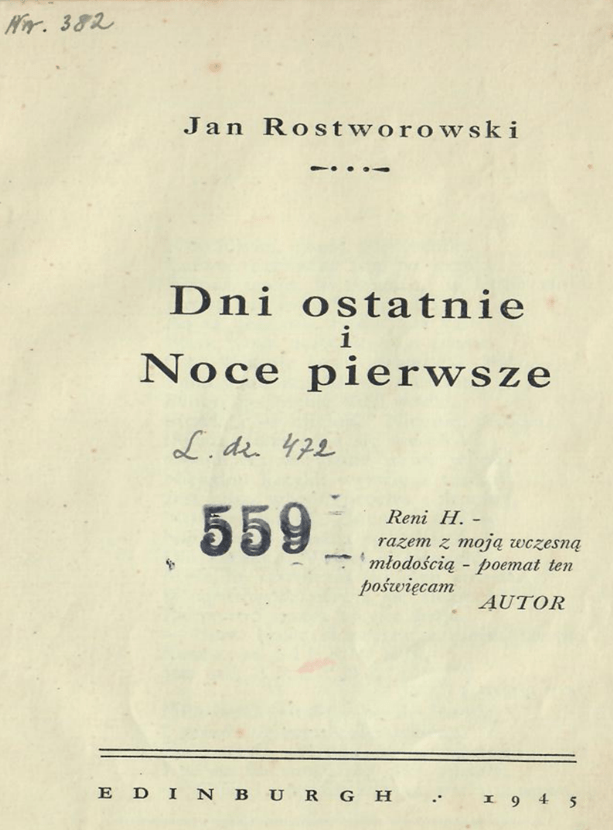 Nr. 382
Jan Rostworowski
Dni ostatnie
i
Noce pierwsze
L. dz. 472
559
Reni H. -
razem z moją wczesną
młodością - poemat ten
poświęcam
AUTOR
EDINBURGH .· 1945